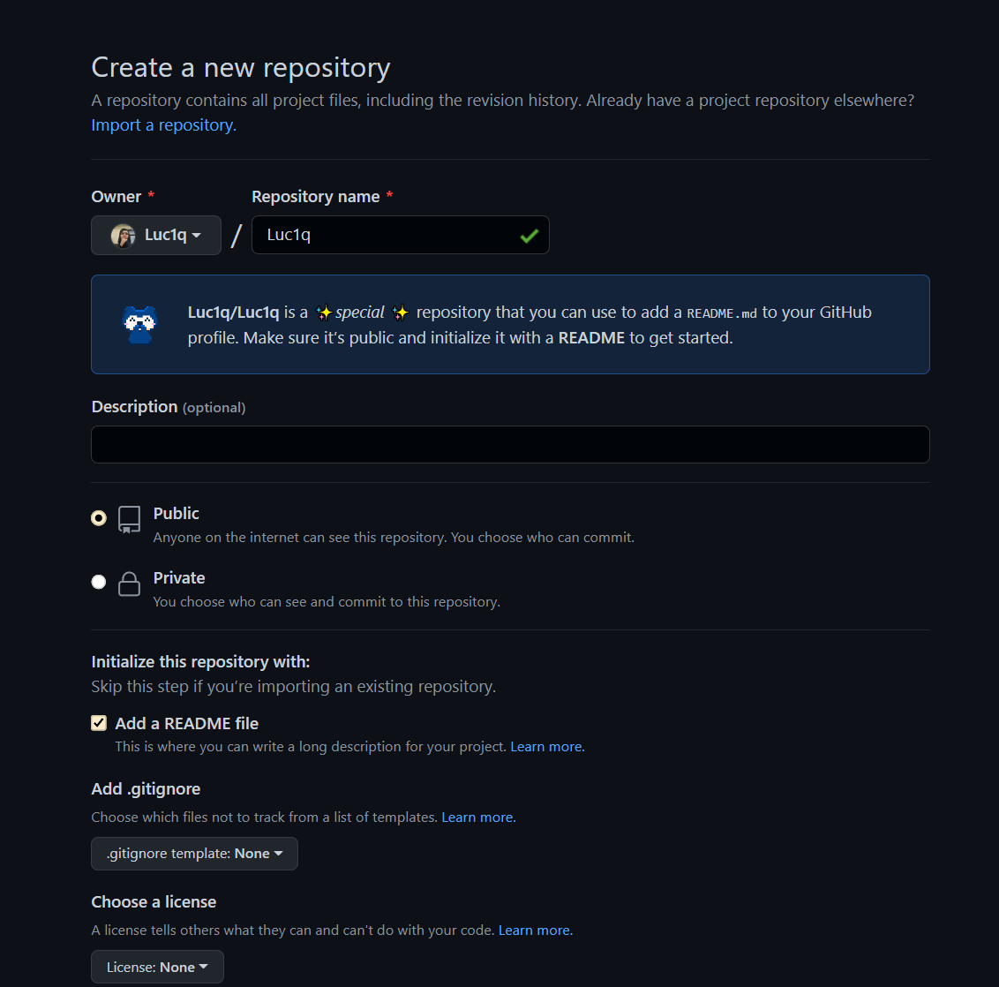 Create a new repository
A repository contains all project files, including the revision history. Already have a project repository elsewhere?
Import a repository.
Owner * Repository name *
Luc1q / Luc1q
Luc1q/Luc1q is a ✨ special ✨ repository that you can use to add a README.md to your GitHub
profile. Make sure it’s public and initialize it with a README to get started.
Description (optional)
Public
Anyone on the internet can see this repository. You choose who can commit.
Private
You choose who can see and commit to this repository.
Initialize this repository with:
Skip this step if you’re importing an existing repository.
Add a README file
This is where you can write a long description for your project. Learn more.
Add .gitignore
Choose which files not to track from a list of templates. Learn more.
.gitignore template: None
Choose a license
A license tells others what they can and can't do with your code. Learn more.
License: None